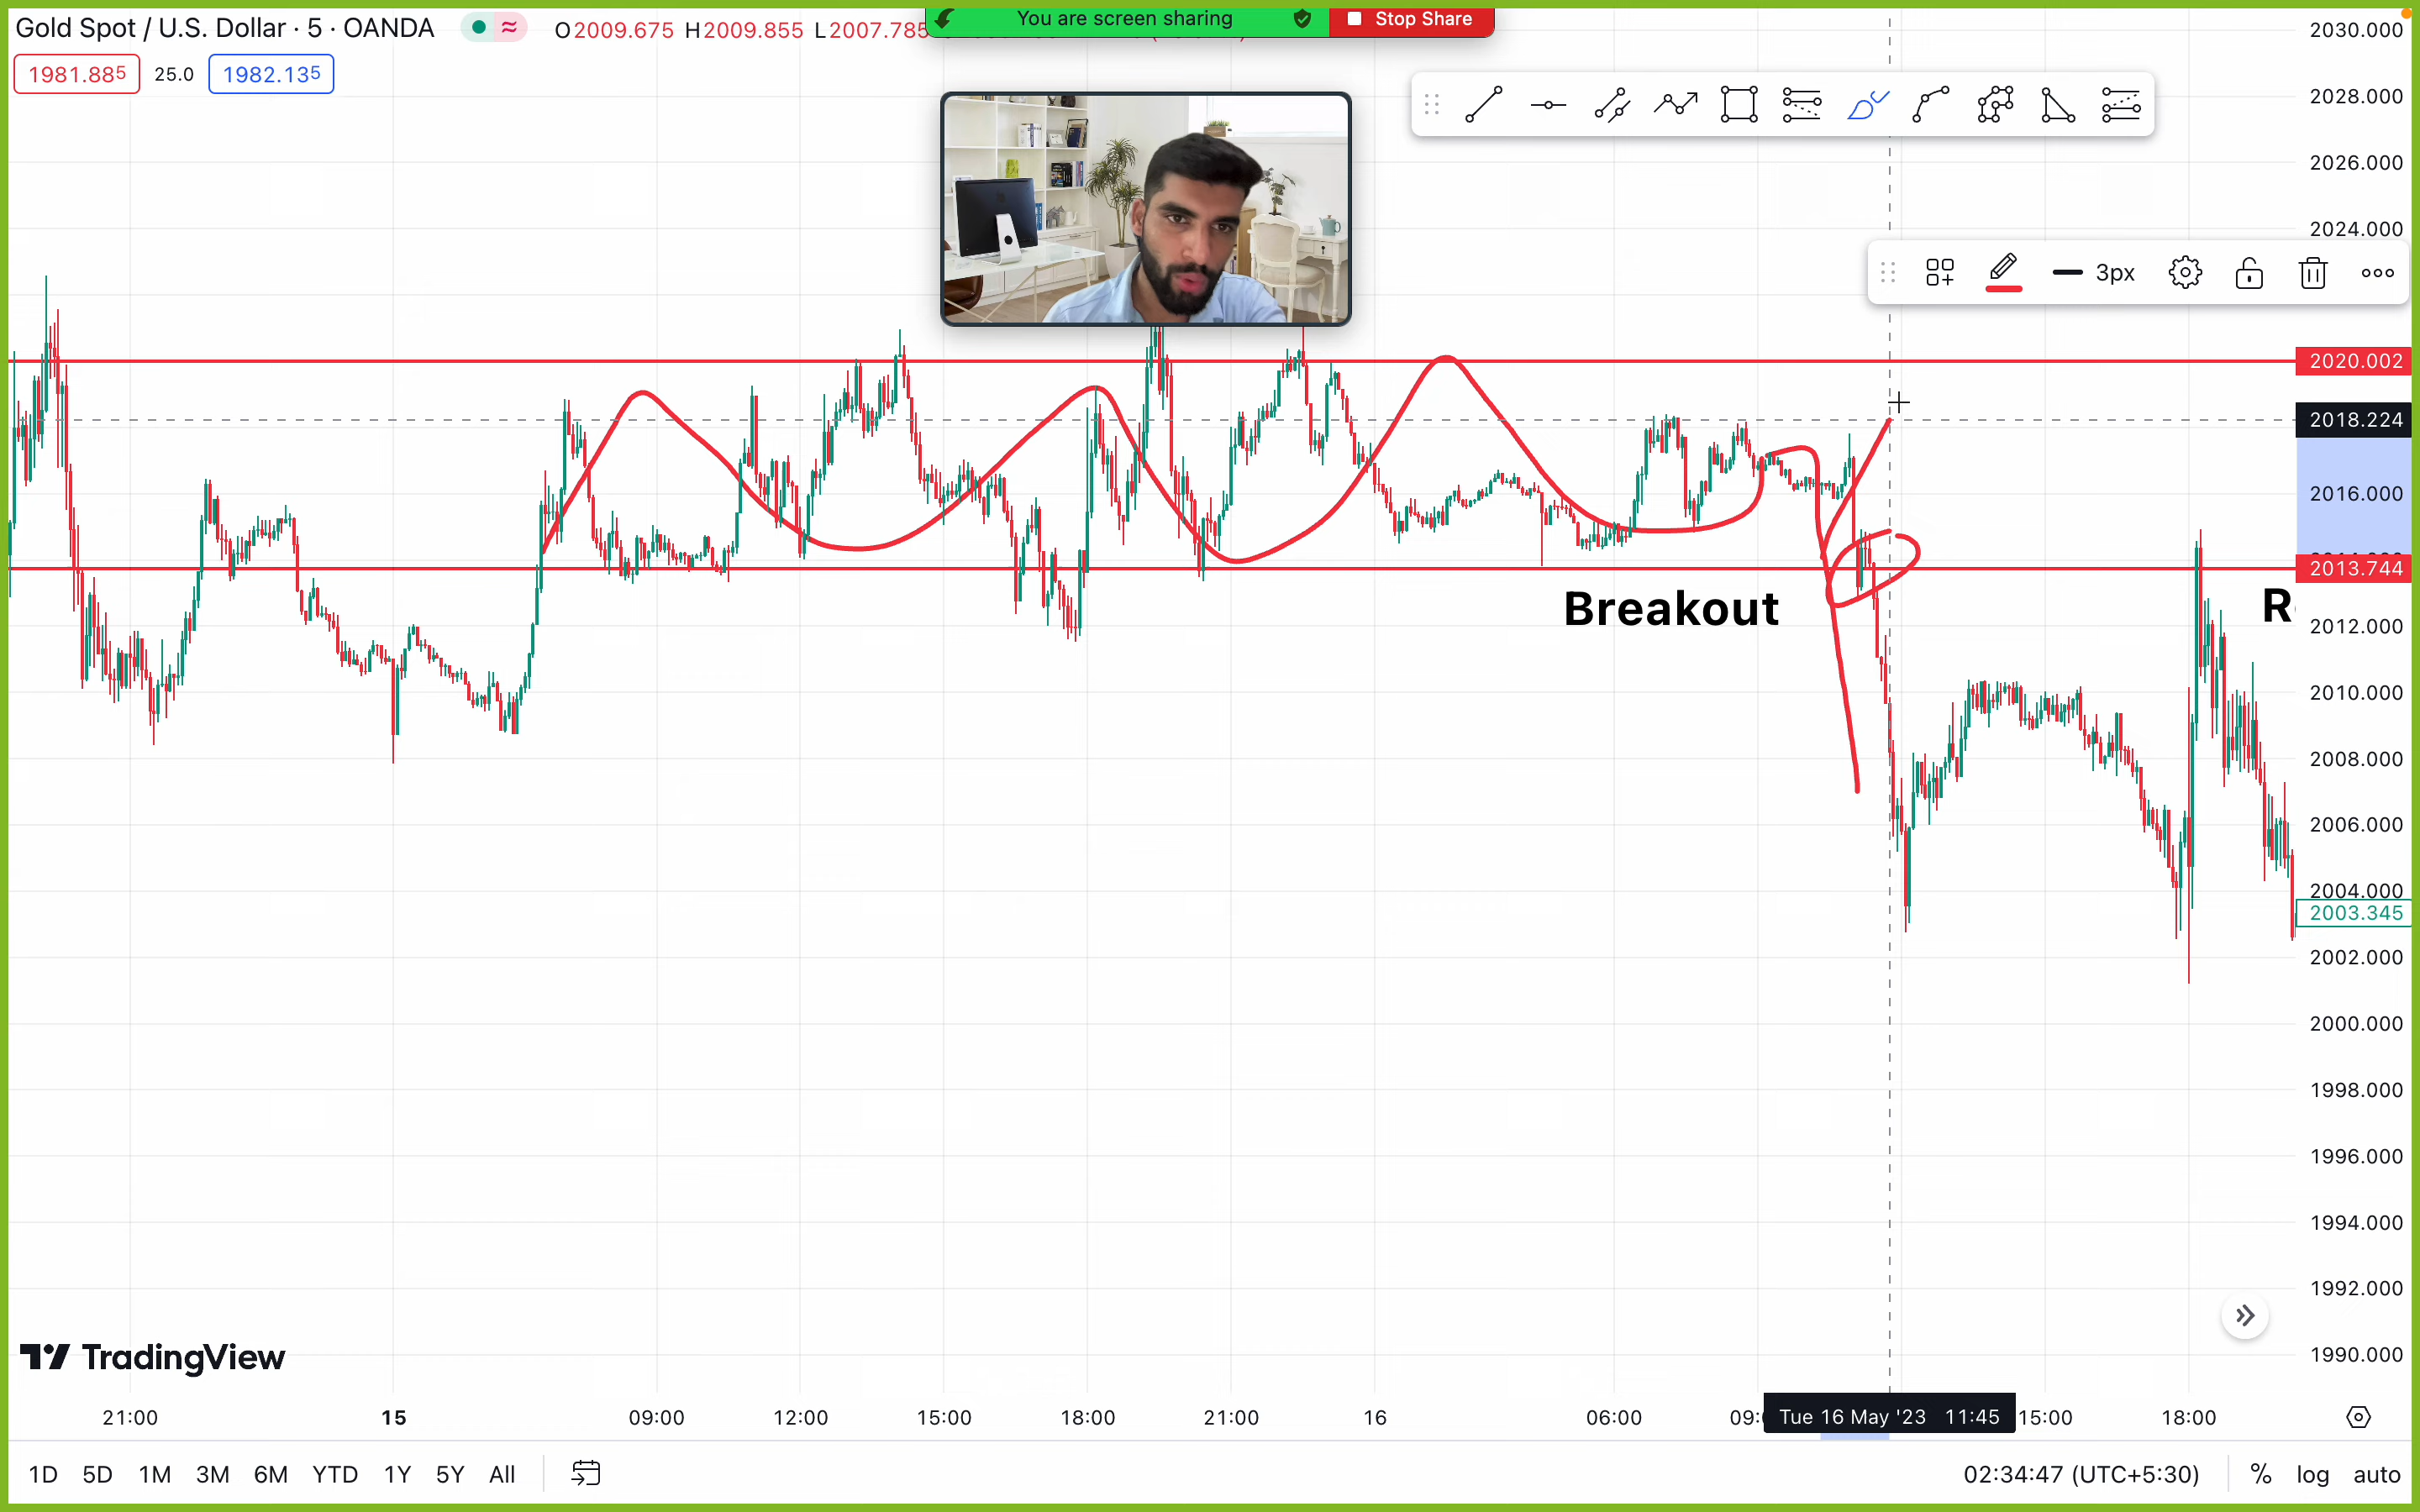 Gold Spot / U.S. Dollar · 5 · OANDA
O2009.675 H2009.855 L2007.785
You are screen sharing
Stop Share
1981.885 25.0 1982.135
3px
2030.000
2028.000
2026.000
2024.000
2020.002
2018.224
2016.000
2013.744
2012.000
2010.000
2008.000
2006.000
2004.000
2003.345
2002.000
2000.000
1998.000
1996.000
1994.000
1992.000
1990.000
Breakout
TradingView
21:00 15 09:00 12:00 15:00 18:00 21:00 16 06:00 Tue 16 May '23 11:45 15:00 18:00
1D 5D 1M 3M 6M YTD 1Y 5Y All
02:34:47 (UTC+5:30) % log auto